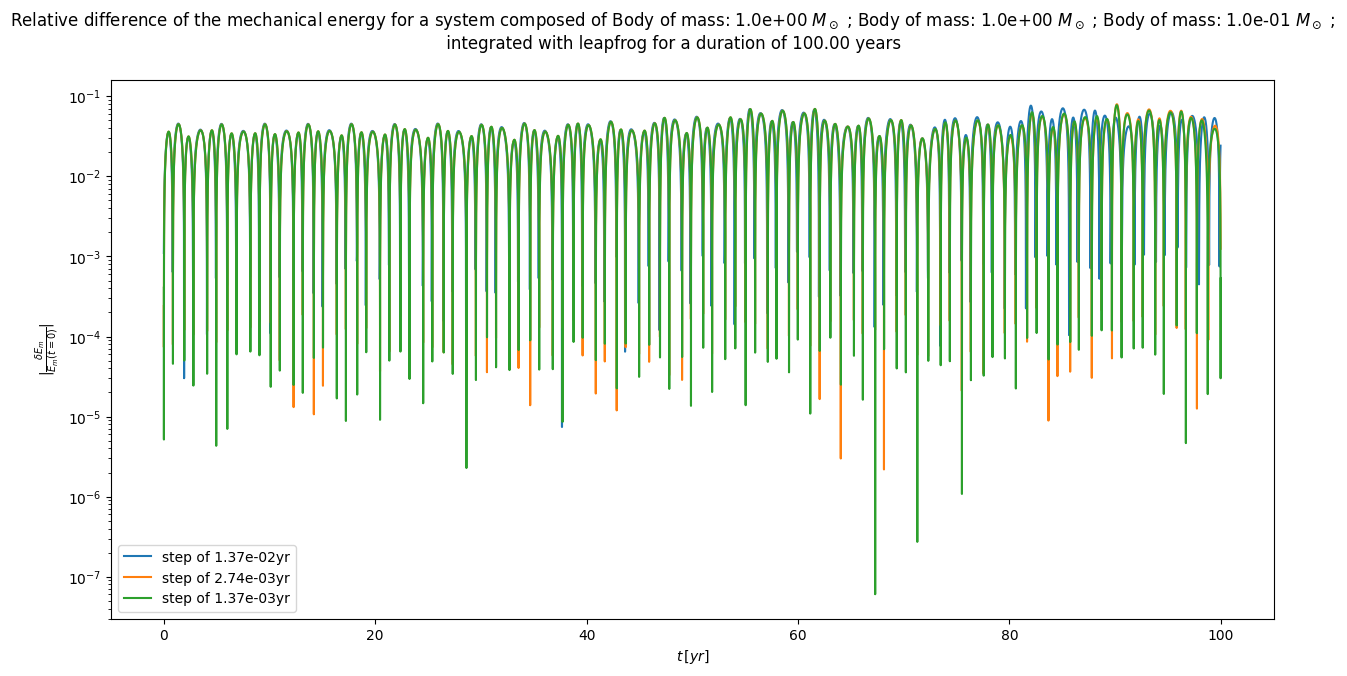 Relative difference of the mechanical energy for a system composed of Body of mass: 1.0e+00 $M_\odot$ ; Body of mass: 1.0e+00 $M_\odot$ ; Body of mass: 1.0e-01 $M_\odot$ ;
integrated with leapfrog for a duration of 100.00 years
10⁻¹
10⁻²
10⁻³
10⁻⁴
10⁻⁵
10⁻⁶
10⁻⁷
$|\frac{\delta E_m}{E_m(t=0)}|$
step of 1.37e-02yr
step of 2.74e-03yr
step of 1.37e-03yr
0 20 40 60 80 100
t [yr]